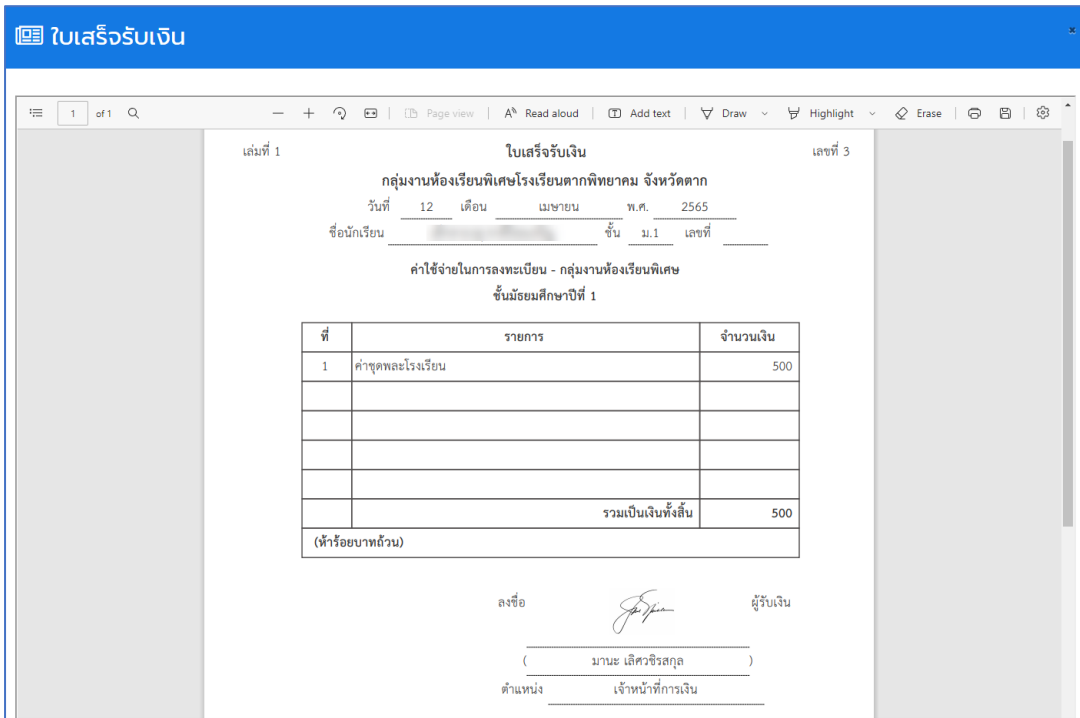 ใบเสร็จรับเงิน
1 of 1 Page view Read aloud Add text Draw Highlight Erase
เล่มที่ 1 ใบเสร็จรับเงิน เลขที่ 3
กลุ่มงานห้องเรียนพิเศษโรงเรียนตากพิทยาคม จังหวัดตาก
วันที่ 12 เดือน เมษายน พ.ศ. 2565
ชื่อนักเรียน ชั้น ม.1 เลขที่
ค่าใช้จ่ายในการลงทะเบียน - กลุ่มงานห้องเรียนพิเศษ
ชั้นมัธยมศึกษาปีที่ 1
ที่ รายการ จำนวนเงิน
1 ค่าชุดพละโรงเรียน 500
รวมเป็นเงินทั้งสิ้น 500
(ห้าร้อยบาทถ้วน)
ลงชื่อ ผู้รับเงิน
( มานะ เลิศวชิรสกุล )
ตำแหน่ง เจ้าหน้าที่การเงิน